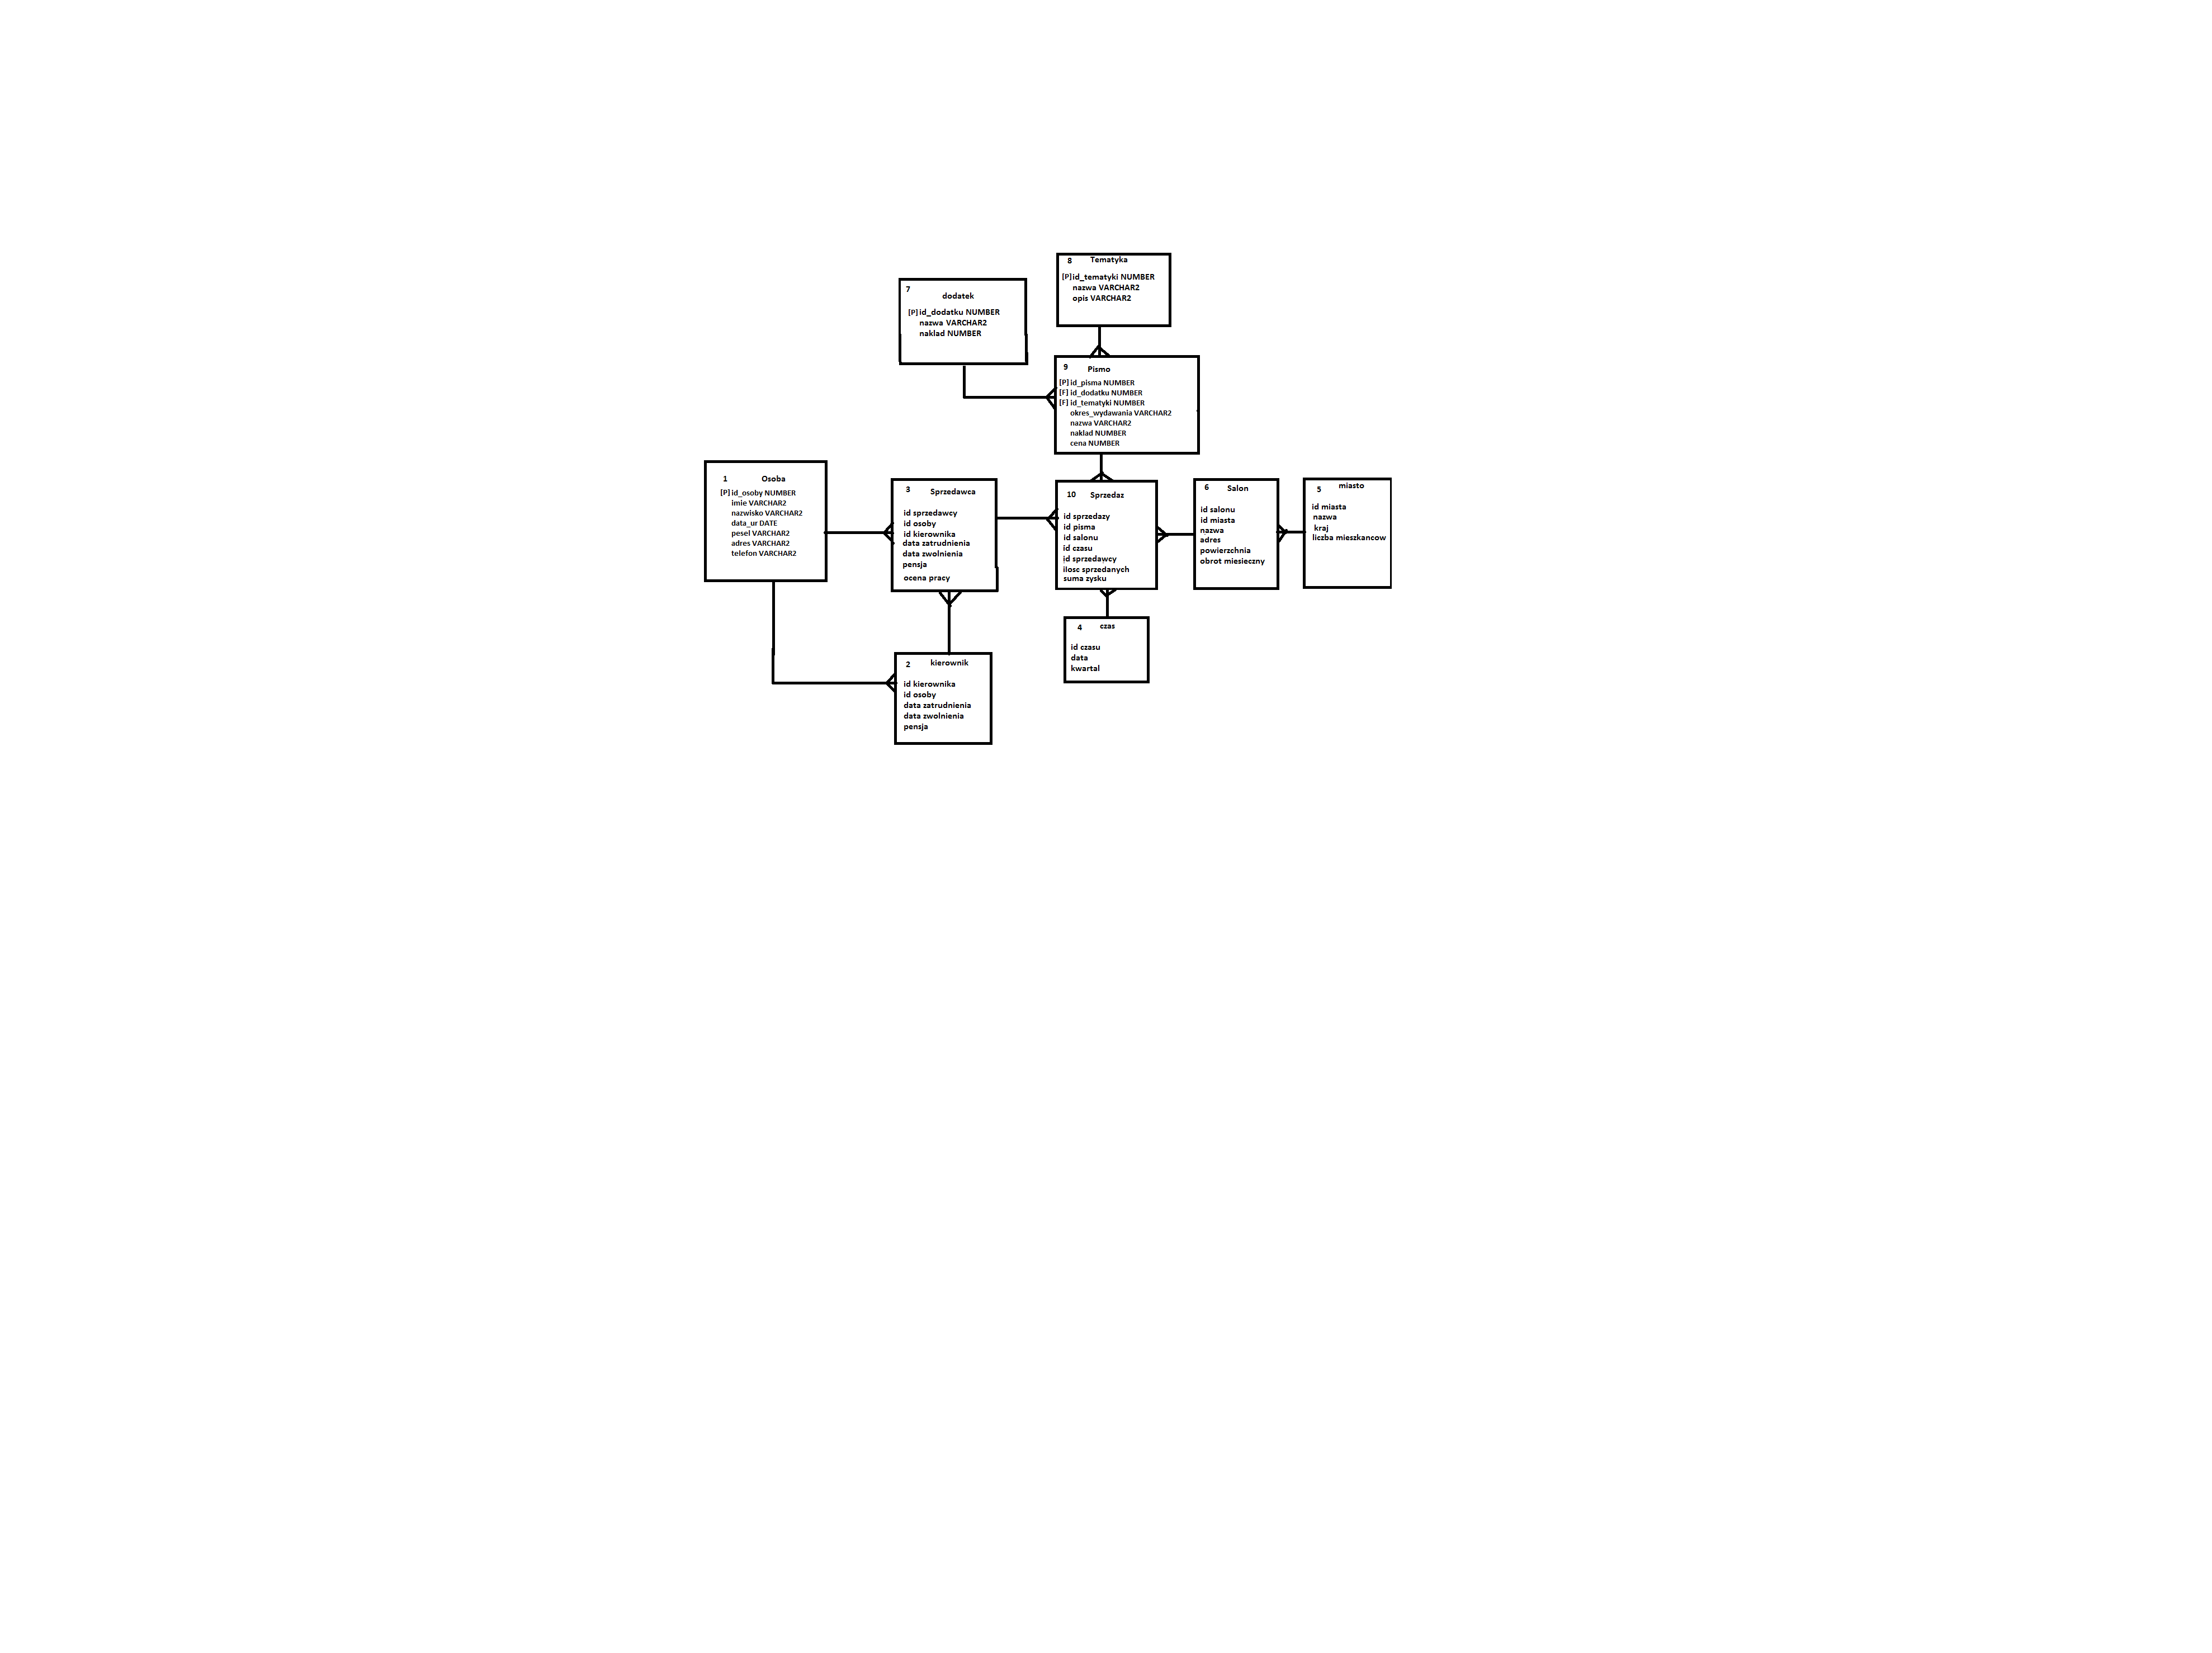 8 Tematyka
[P] id_tematyki NUMBER
nazwa VARCHAR2
opis VARCHAR2
7
dodatek
[P] id_dodatku NUMBER
nazwa VARCHAR2
naklad NUMBER
9 Pismo
[P] id_pisma NUMBER
[F] id_dodatku NUMBER
[F] id_tematyki NUMBER
okres_wydawania VARCHAR2
nazwa VARCHAR2
naklad NUMBER
cena NUMBER
1 Osoba
[P] id_osoby NUMBER
imie VARCHAR2
nazwisko VARCHAR2
data_ur DATE
pesel VARCHAR2
adres VARCHAR2
telefon VARCHAR2
3 Sprzedawca
id sprzedawcy
id osoby
id kierownika
data zatrudnienia
data zwolnienia
pensja
ocena pracy
10 Sprzedaz
id sprzedazy
id pisma
id salonu
id czasu
id sprzedawcy
ilosc sprzedanych
suma zysku
6 Salon
id salonu
id miasta
nazwa
adres
powierzchnia
obrot miesieczny
5 miasto
id miasta
nazwa
kraj
liczba mieszkancow
4 czas
id czasu
data
kwartal
2 kierownik
id kierownika
id osoby
data zatrudnienia
data zwolnienia
pensja